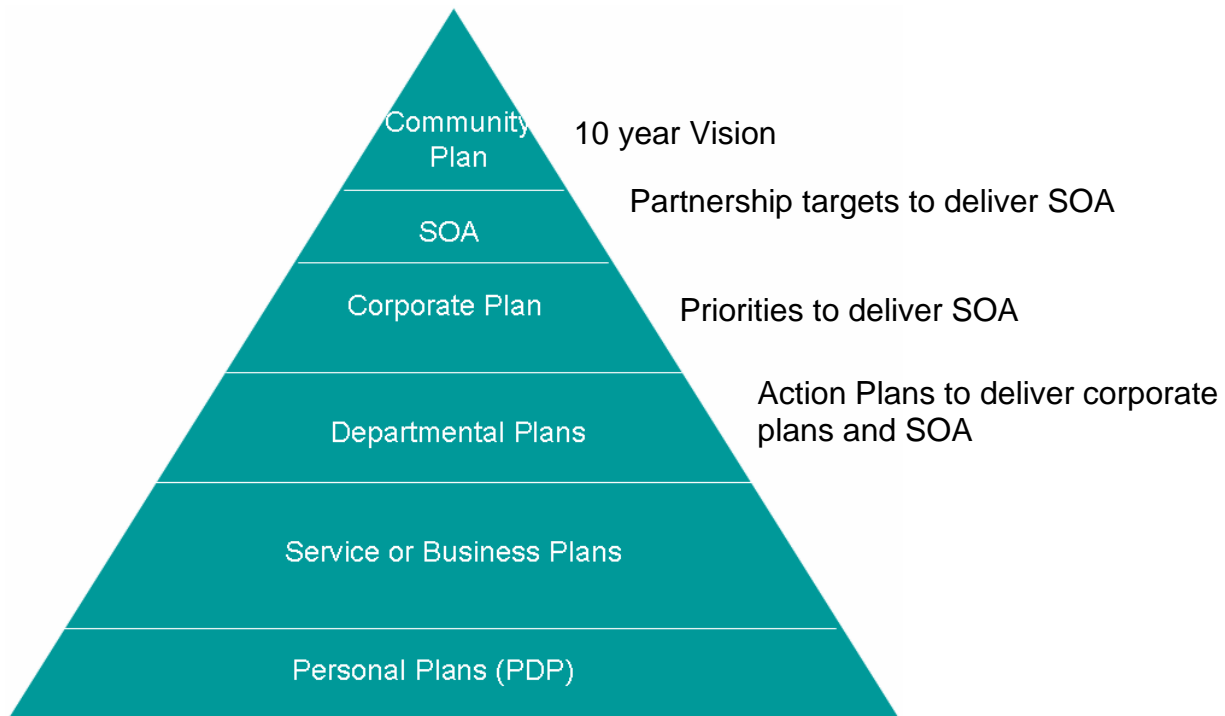 Community
Plan
10 year Vision
Partnership targets to deliver SOA
SOA
Corporate Plan
Priorities to deliver SOA
Action Plans to deliver corporate
plans and SOA
Departmental Plans
Service or Business Plans
Personal Plans (PDP)